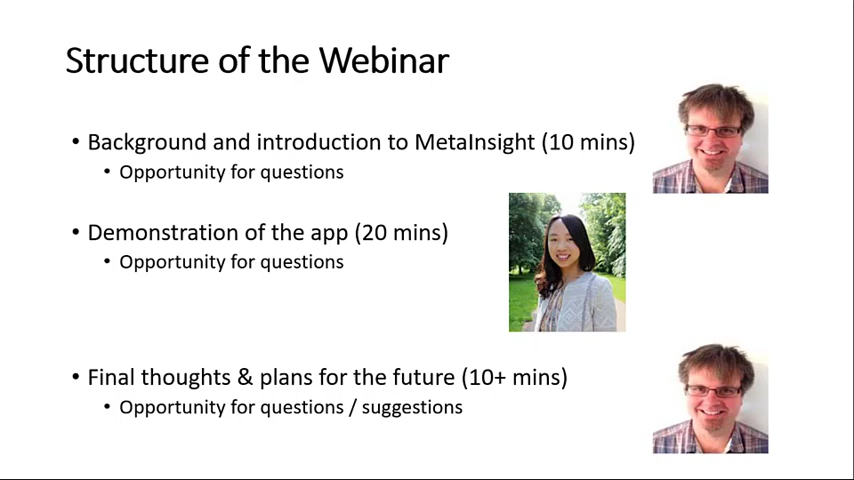 Structure of the Webinar
• Background and introduction to MetaInsight (10 mins)
• Opportunity for questions
• Demonstration of the app (20 mins)
• Opportunity for questions
• Final thoughts & plans for the future (10+ mins)
• Opportunity for questions / suggestions